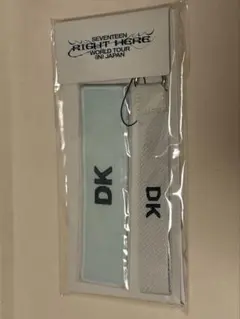 SEVENTEEN
RIGHT HERE
WORLD TOUR
IN JAPAN
DK
DK